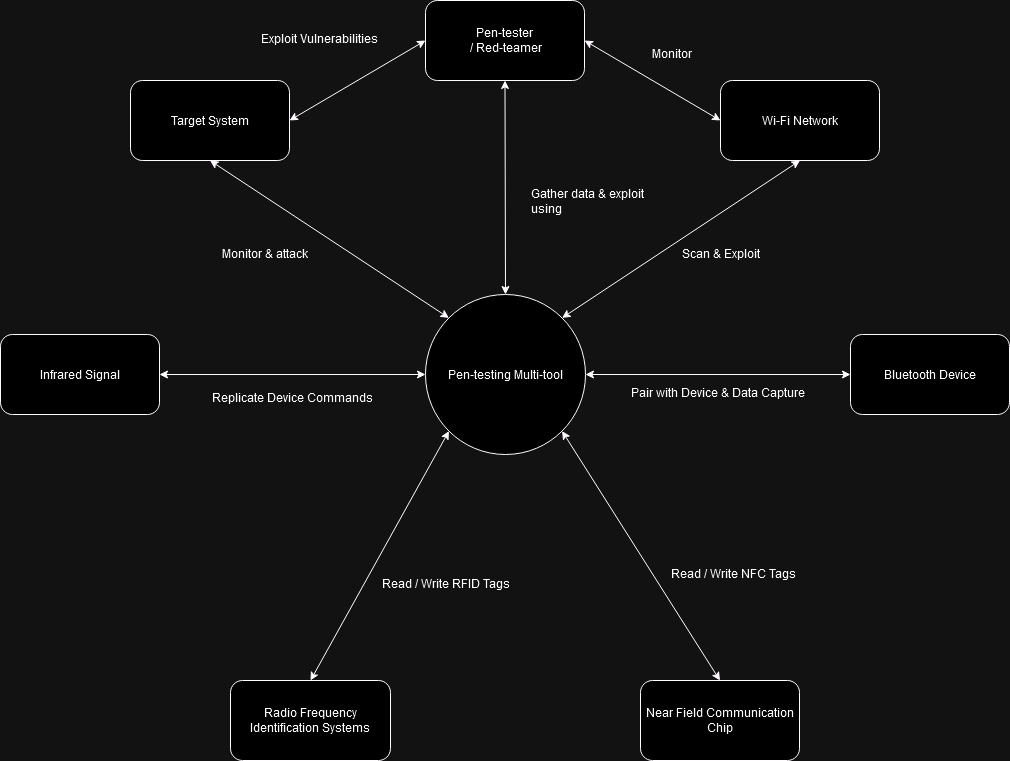 Pen-tester
/ Red-teamer
Exploit Vulnerabilities
Monitor
Target System
Wi-Fi Network
Gather data & exploit
using
Monitor & attack
Scan & Exploit
Infrared Signal
Pen-testing Multi-tool
Bluetooth Device
Replicate Device Commands
Pair with Device & Data Capture
Read / Write RFID Tags
Read / Write NFC Tags
Radio Frequency
Identification Systems
Near Field Communication
Chip